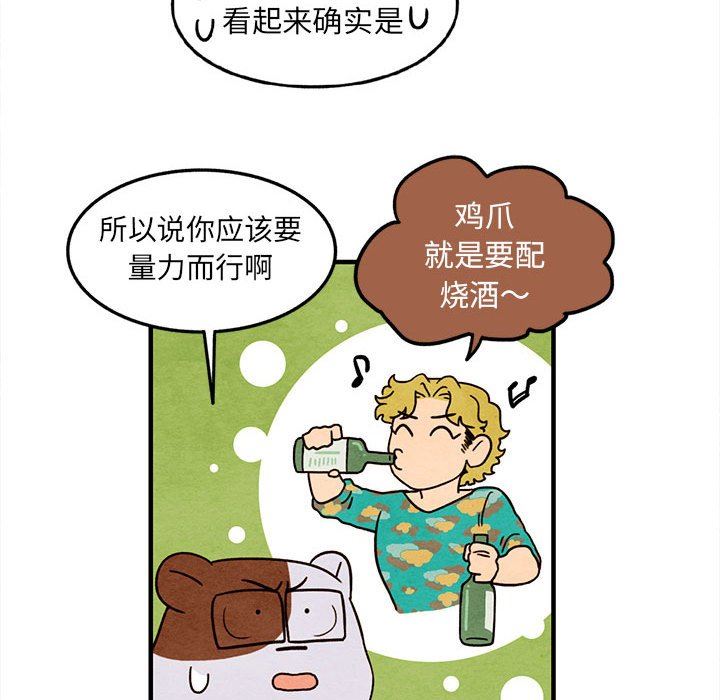 看起来确实是
所以说你应该要
量力而行啊
鸡爪
就是要配
烧酒～